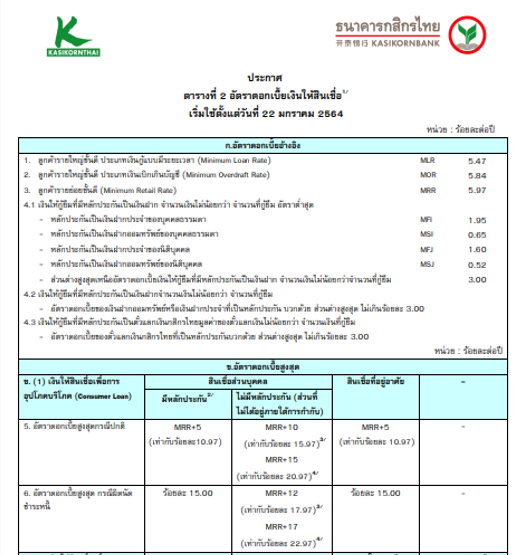 KASIKORNTHAI
ธนาคารกสิกรไทย
开泰银行 KASIKORNBANK
ประกาศ
ตารางที่ 2 อัตราดอกเบี้ยเงินให้สินเชื่อ1/
เริ่มใช้ตั้งแต่วันที่ 22 มกราคม 2564
หน่วย : ร้อยละต่อปี
ก.อัตราดอกเบี้ยอ้างอิง
1. ลูกค้ารายใหญ่ชั้นดี ประเภทเงินกู้แบบมีระยะเวลา (Minimum Loan Rate) MLR 5.47
2. ลูกค้ารายใหญ่ชั้นดี ประเภทเงินเบิกเกินบัญชี (Minimum Overdraft Rate) MOR 5.84
3. ลูกค้ารายย่อยชั้นดี (Minimum Retail Rate) MRR 5.97
4.1 เงินให้กู้ยืมที่มีหลักประกันเป็นเงินฝาก จำนวนเงินไม่น้อยกว่า จำนวนที่กู้ยืม อัตราต่ำสุด
- หลักประกันเป็นเงินฝากประจำของบุคคลธรรมดา MFI 1.95
- หลักประกันเป็นเงินฝากออมทรัพย์ของบุคคลธรรมดา MSI 0.65
- หลักประกันเป็นเงินฝากประจำของนิติบุคคล MFJ 1.60
- หลักประกันเป็นเงินฝากออมทรัพย์ของนิติบุคคล MSJ 0.52
- ส่วนต่างสูงสุดเหนืออัตราดอกเบี้ยเงินให้กู้ยืมที่มีหลักประกันเป็นเงินฝาก จำนวนเงินไม่น้อยกว่าจำนวนที่กู้ยืม 3.00
4.2 เงินให้กู้ยืมที่มีหลักประกันเป็นเงินฝากจำนวนเงินไม่น้อยกว่า จำนวนที่กู้ยืม
- อัตราดอกเบี้ยของเงินฝากออมทรัพย์หรือเงินฝากประจำที่เป็นหลักประกัน บวกด้วย ส่วนต่างสูงสุด ไม่เกินร้อยละ 3.00
4.3 เงินให้กู้ยืมที่มีหลักประกันเป็นตั๋วแลกเงินกสิกรไทยมูลค่าของตั๋วแลกเงินไม่น้อยกว่า จำนวนเงินที่กู้ยืม
- อัตราดอกเบี้ยของตั๋วแลกเงินกสิกรไทยที่เป็นหลักประกันบวกด้วย ส่วนต่างสูงสุด ไม่เกินร้อยละ 3.00
หน่วย : ร้อยละต่อปี
ข.อัตราดอกเบี้ยสูงสุด
ข. (1) เงินให้สินเชื่อเพื่อการ สินเชื่อส่วนบุคคล สินเชื่อที่อยู่อาศัย -
อุปโภคบริโภค (Consumer Loan) มีหลักประกัน2/ ไม่มีหลักประกัน (ส่วนที่
ไม่ได้อยู่ภายใต้การกำกับ)
5. อัตราดอกเบี้ยสูงสุดกรณีปกติ MRR+5 MRR+10 MRR+5 -
(เท่ากับร้อยละ10.97) (เท่ากับร้อยละ 15.97)3/ (เท่ากับร้อยละ 10.97)
MRR+15
(เท่ากับร้อยละ 20.97)4/
6. อัตราดอกเบี้ยสูงสุด กรณีผิดนัด ร้อยละ 15.00 MRR+12 ร้อยละ 15.00 -
ชำระหนี้ (เท่ากับร้อยละ 17.97)3/
MRR+17
(เท่ากับร้อยละ 22.97)4/